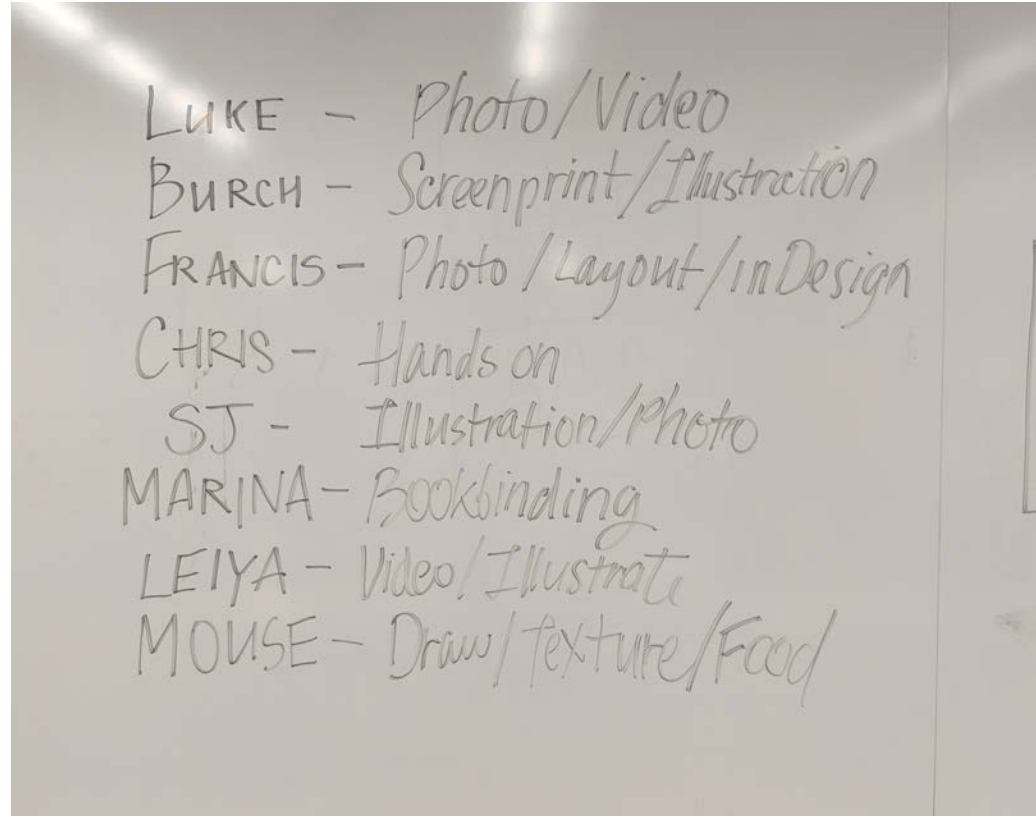 LUKE - Photo/Video
BURCH - Screenprint/Illustration
FRANCIS - Photo/Layout/inDesign
CHRIS - Hands on
SJ - Illustration/Photo
MARINA - Bookbinding
LEIYA - Video/Illustrate
MOUSE - Draw/texture/Food